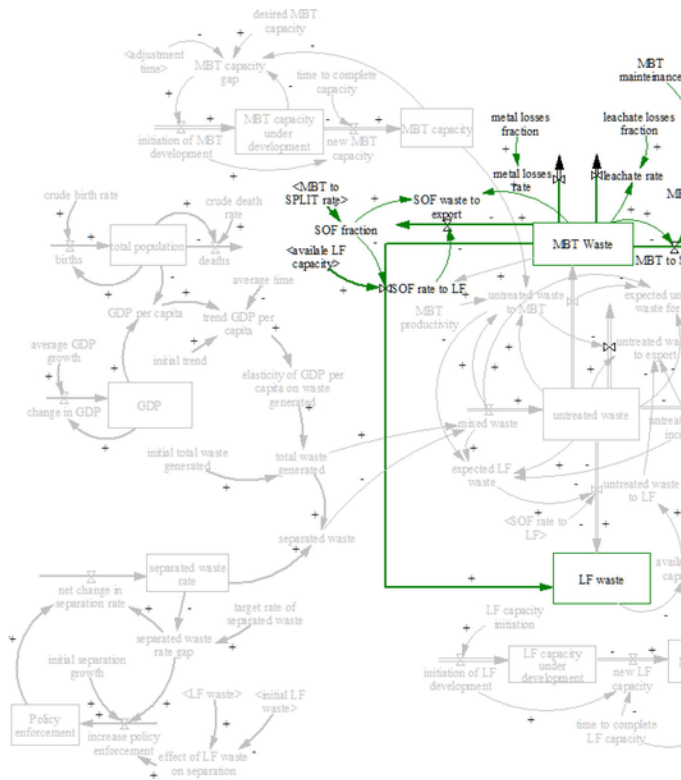 desired MBT
capacity
<adjustment
time>
MBT capacity
gap
time to complete
capacity
MBT capacity
under
development
MBT capacity
initiation of MBT
development
new MBT
capacity
MBT
metal losses
fraction
leachate losses
fraction
metal losses
rate
leachate rate
<MBT to
SPLIT rate>
SOF waste to
export
SOF fraction
MBT Waste
<availale LF
capacity>
SOF rate to LF
crude birth rate
crude death
rate
total population
births
deaths
average time
GDP per capita
trend GDP per
capita
initial trend
MBT
productivity
untreated waste
to MBT
untreated waste
to export
average GDP
growth
change in GDP
GDP
elasticity of GDP per
capita on waste
generated
mixed waste
untreated waste
initial total waste
generated
total waste
generated
expected LF
waste
untreated waste
to LF
<SOF rate to
LF>
separated waste
separated waste
rate
net change in
separation rate
LF waste
target rate of
separated waste
separated waste
rate gap
LF capacity
initiation
initial separation
growth
LF capacity
under
development
initiation of LF
development
new LF
capacity
<LF waste>
<initial LF
waste>
Policy
enforcement
increase policy
enforcement
time to complete
LF capacity
effect of LF waste
on separation